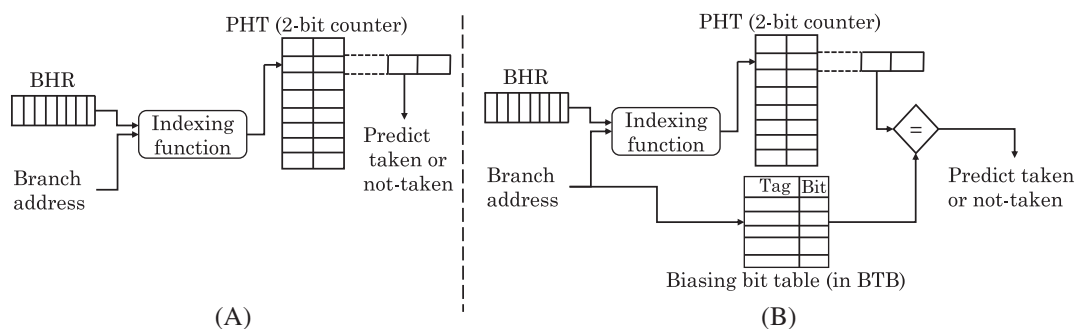 PHT (2-bit counter)
BHR
Indexing
function
Branch
address
Predict
taken or
not-taken
(A)
PHT (2-bit counter)
BHR
Indexing
function
=
Branch
address
Tag Bit
Predict taken
or not-taken
Biasing bit table (in BTB)
(B)